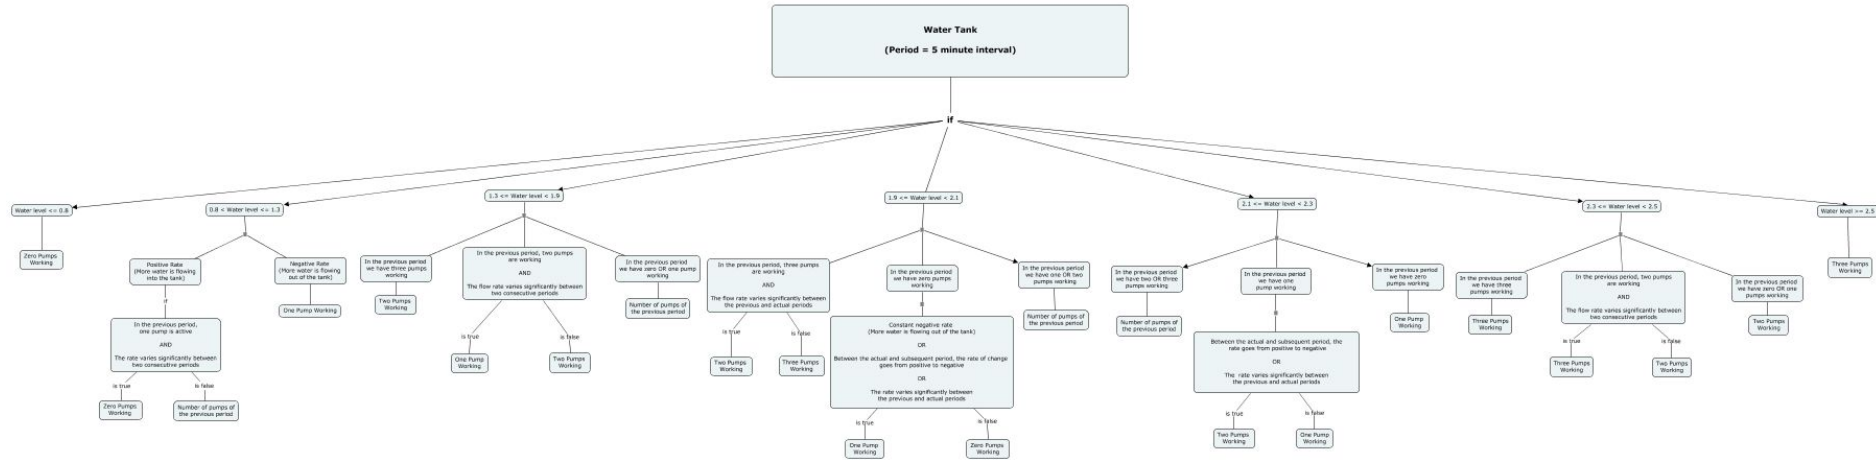 Water Tank
(Period = 5 minute interval)
if
Water level <= 0.8
Zero Pumps
Working
0.8 < Water level <= 1.3
Positive Rate
(More water is flowing
into the tank)
if
In the previous period,
one pump is active
AND
The rate varies significantly between
two consecutive periods
is true
Zero Pumps
Working
is false
Number of pumps of
the previous period
Negative Rate
(More water is flowing
out of the tank)
One Pump Working
1.3 <= Water level < 1.9
In the previous period
we have three pumps
working
Two Pumps
Working
In the previous period, two pumps
are working
AND
The flow rate varies significantly between
two consecutive periods
is true
One Pump
Working
is false
Two Pumps
Working
In the previous period
we have zero OR one pump
working
Number of pumps of
the previous period
1.9 <= Water level < 2.1
In the previous period, three pumps
are working
AND
The flow rate varies significantly between
the previous and actual periods
is true
Two Pumps
Working
is false
Three Pumps
Working
In the previous period
we have zero pumps
working
Constant negative rate
(More water is flowing out of the tank)
OR
Between the actual and subsequent period, the rate of change
goes from positive to negative
OR
The rate varies significantly between
the previous and actual periods
is true
One Pump
Working
is false
Zero Pumps
Working
In the previous period
we have one OR two
pumps working
Number of pumps of
the previous period
2.1 <= Water level < 2.3
In the previous period
we have two OR three
pumps working
Number of pumps of
the previous period
In the previous period
we have one
pump working
Between the actual and subsequent period, the
rate goes from positive to negative
OR
The rate varies significantly between
the previous and actual periods
is true
Two Pumps
Working
is false
One Pump
Working
In the previous period
we have zero
pumps working
One Pump
Working
2.3 <= Water level < 2.5
In the previous period
we have three
pumps working
Three Pumps
Working
In the previous period, two pumps
are working
AND
The flow rate varies significantly between
two consecutive periods
is true
Three Pumps
Working
is false
Two Pumps
Working
In the previous period
we have zero OR one
pumps working
Two Pumps
Working
Water level >= 2.5
Three Pumps
Working